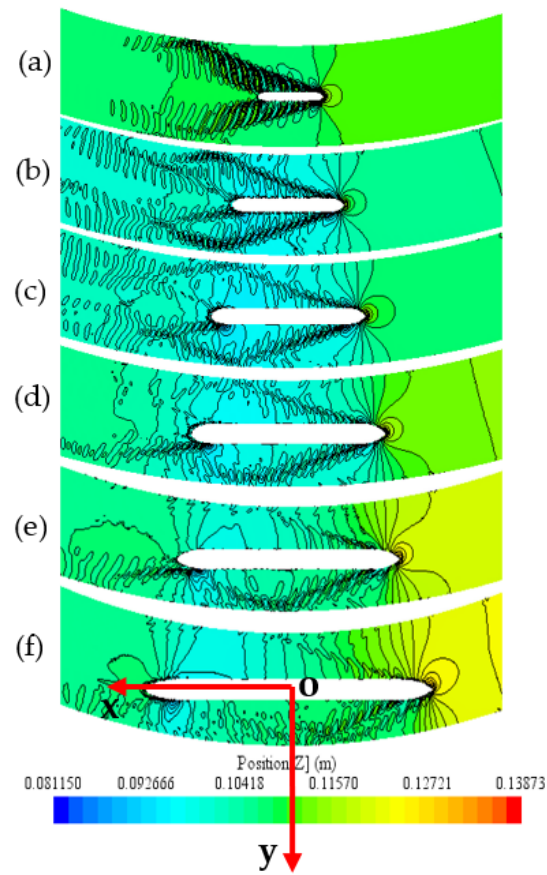 (a)
(b)
(c)
(d)
(e)
(f)
o
x
Position[Z] (m)
0.081150 0.092666 0.10418 0.11570 0.12721 0.13873
y